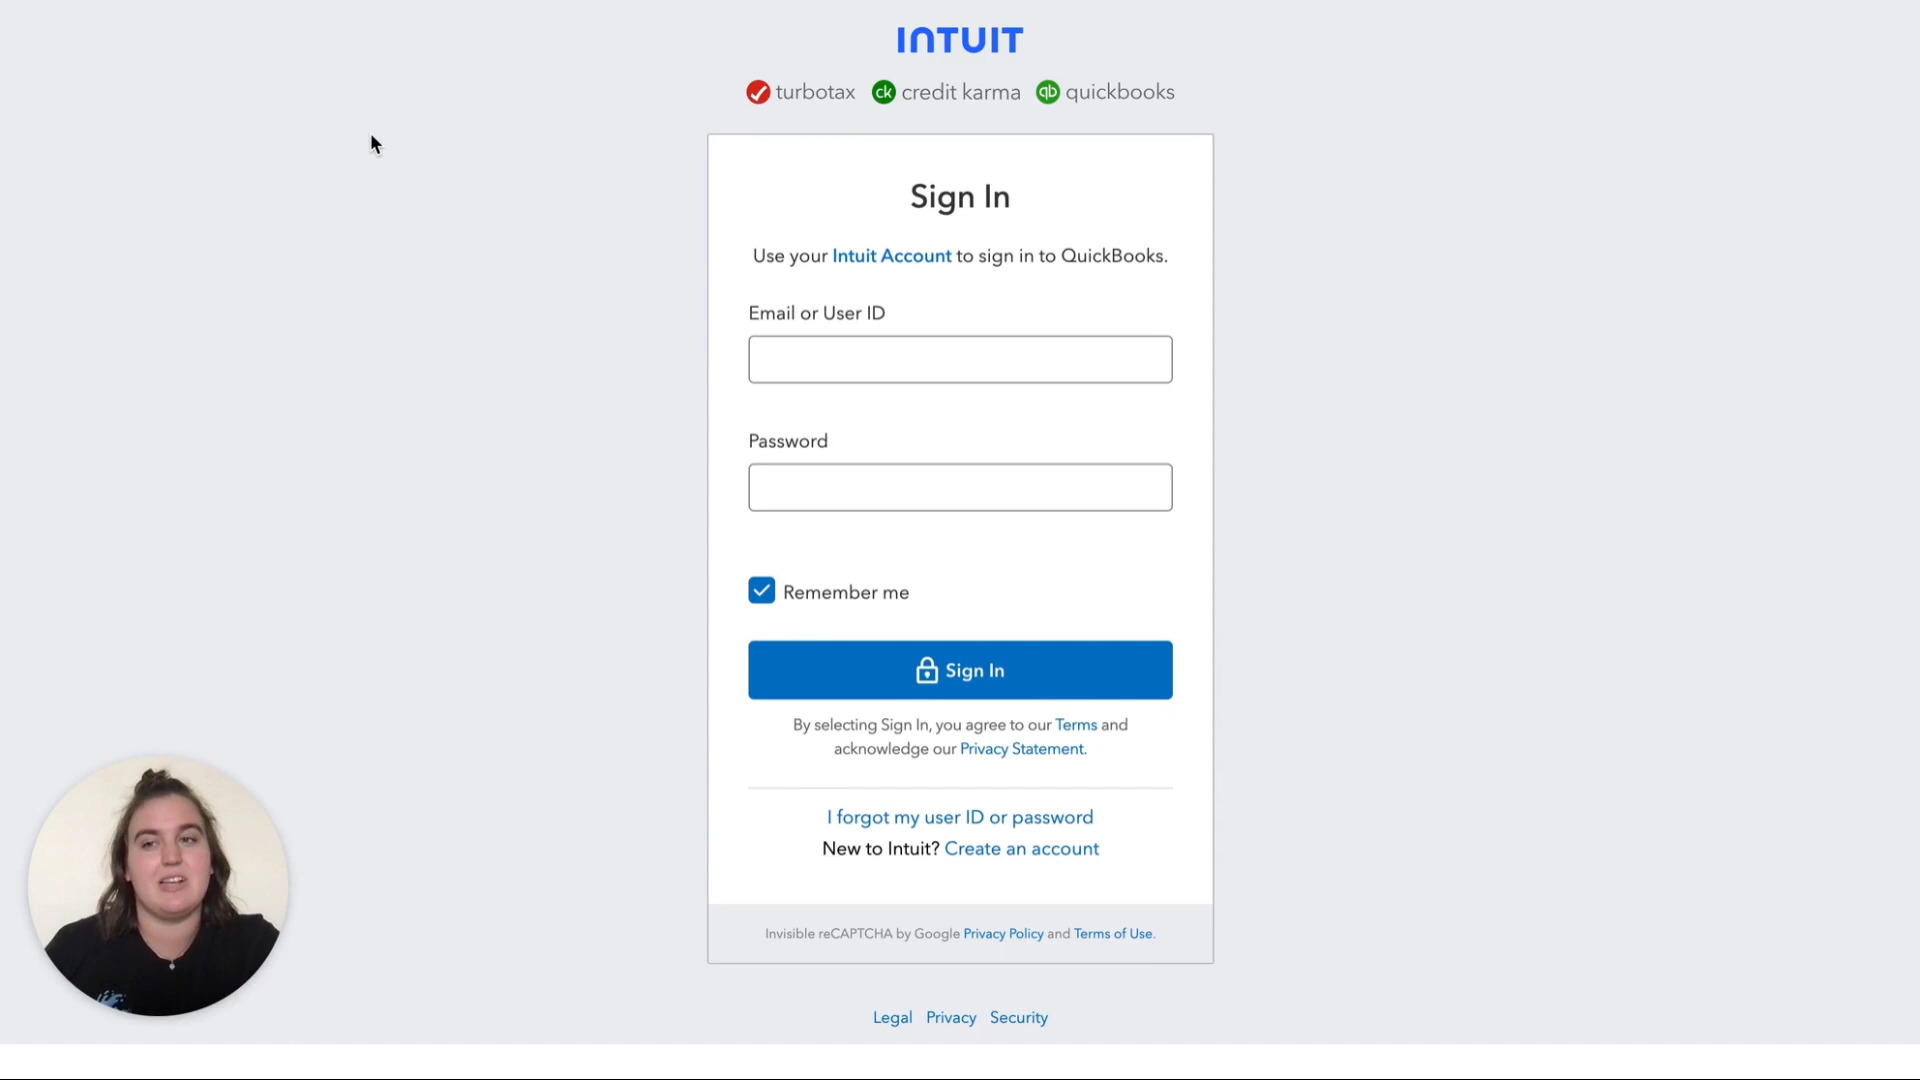 INTUIT
turbotax ck credit karma qb quickbooks
Sign In
Use your Intuit Account to sign in to QuickBooks.
Email or User ID
Password
Remember me
Sign In
By selecting Sign In, you agree to our Terms and
acknowledge our Privacy Statement.
I forgot my user ID or password
New to Intuit? Create an account
Invisible reCAPTCHA by Google Privacy Policy and Terms of Use.
Legal Privacy Security